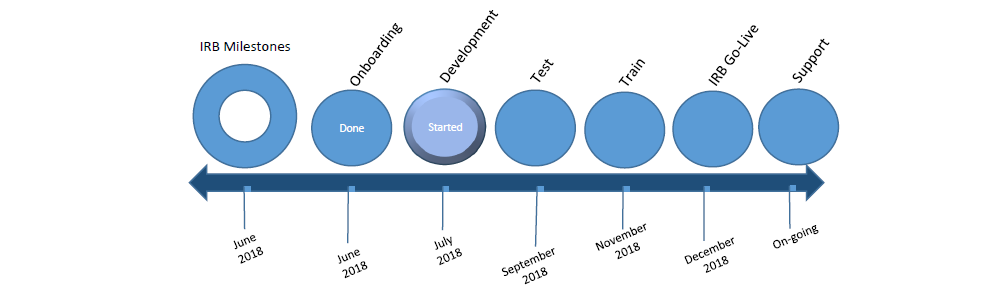 IRB Milestones
Onboarding
Development
Test
Train
IRB Go-Live
Support
Done
Started
June
2018
June
2018
July
2018
September
2018
November
2018
December
2018
On-going